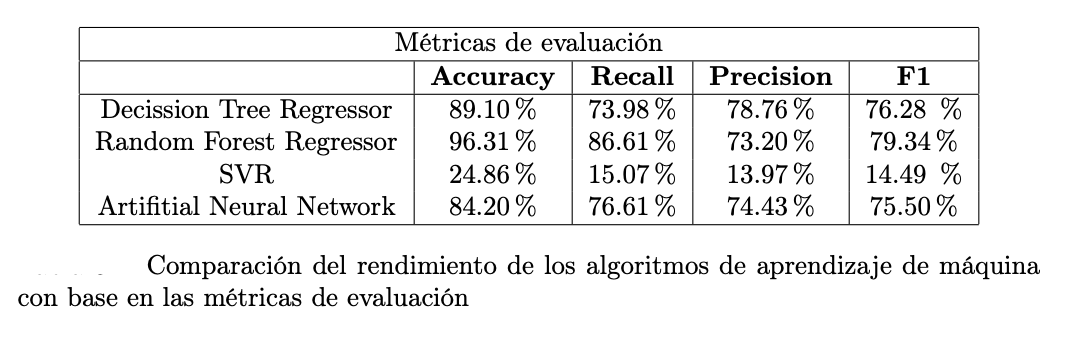 Métricas de evaluación
Accuracy Recall Precision F1
Decission Tree Regressor 89.10 % 73.98 % 78.76 % 76.28 %
Random Forest Regressor 96.31 % 86.61 % 73.20 % 79.34 %
SVR 24.86 % 15.07 % 13.97 % 14.49 %
Artifitial Neural Network 84.20 % 76.61 % 74.43 % 75.50 %
Comparación del rendimiento de los algoritmos de aprendizaje de máquina
con base en las métricas de evaluación